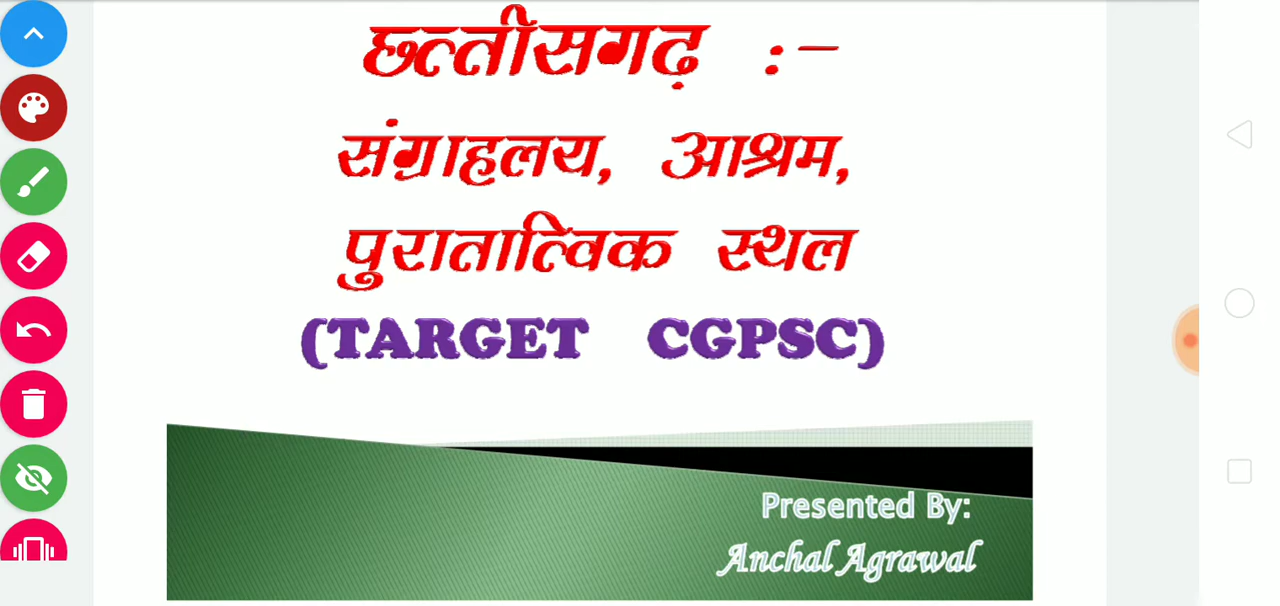 छत्तीसगढ़ :-
संग्राहलय, आश्रम,
पुरातात्विक स्थल
(TARGET CGPSC)
Presented By:
Anchal Agrawal